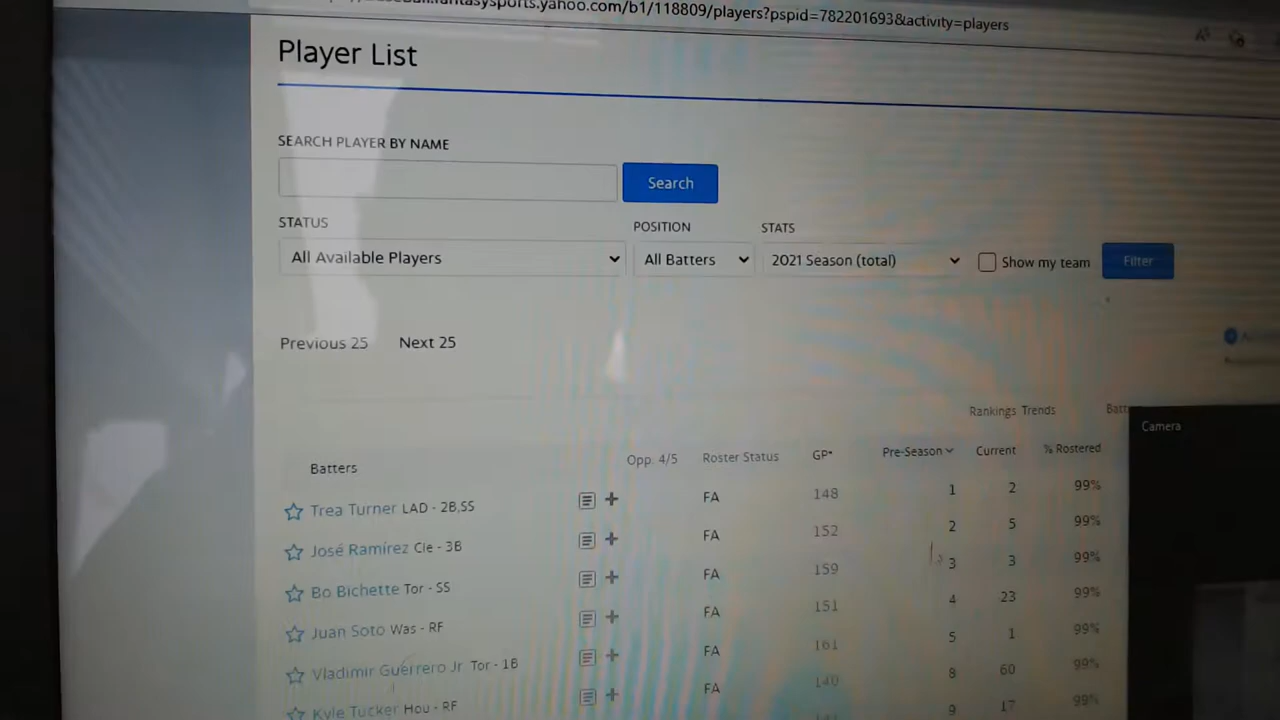 .yahoo.com/b1/118809/players?pspid=782201693&activity=players
Player List
SEARCH PLAYER BY NAME
Search
STATUS
POSITION
STATS
All Available Players
All Batters
2021 Season (total)
Show my team
Filter
Previous 25 Next 25
Rankings Trends
Camera
Batters Opp. 4/5 Roster Status GP* Pre-Season Current % Rostered
Trea Turner LAD - 2B,SS FA 148 1 2 99%
José Ramírez Cle - 3B FA 152 2 5 99%
Bo Bichette Tor - SS FA 159 3 3 99%
Juan Soto Was - RF FA 151 4 23 99%
Vladimir Guerrero Jr Tor - 1B FA 161 5 1 99%
Kyle Tucker Hou - RF FA 140 8 60 99%
9 17 99%